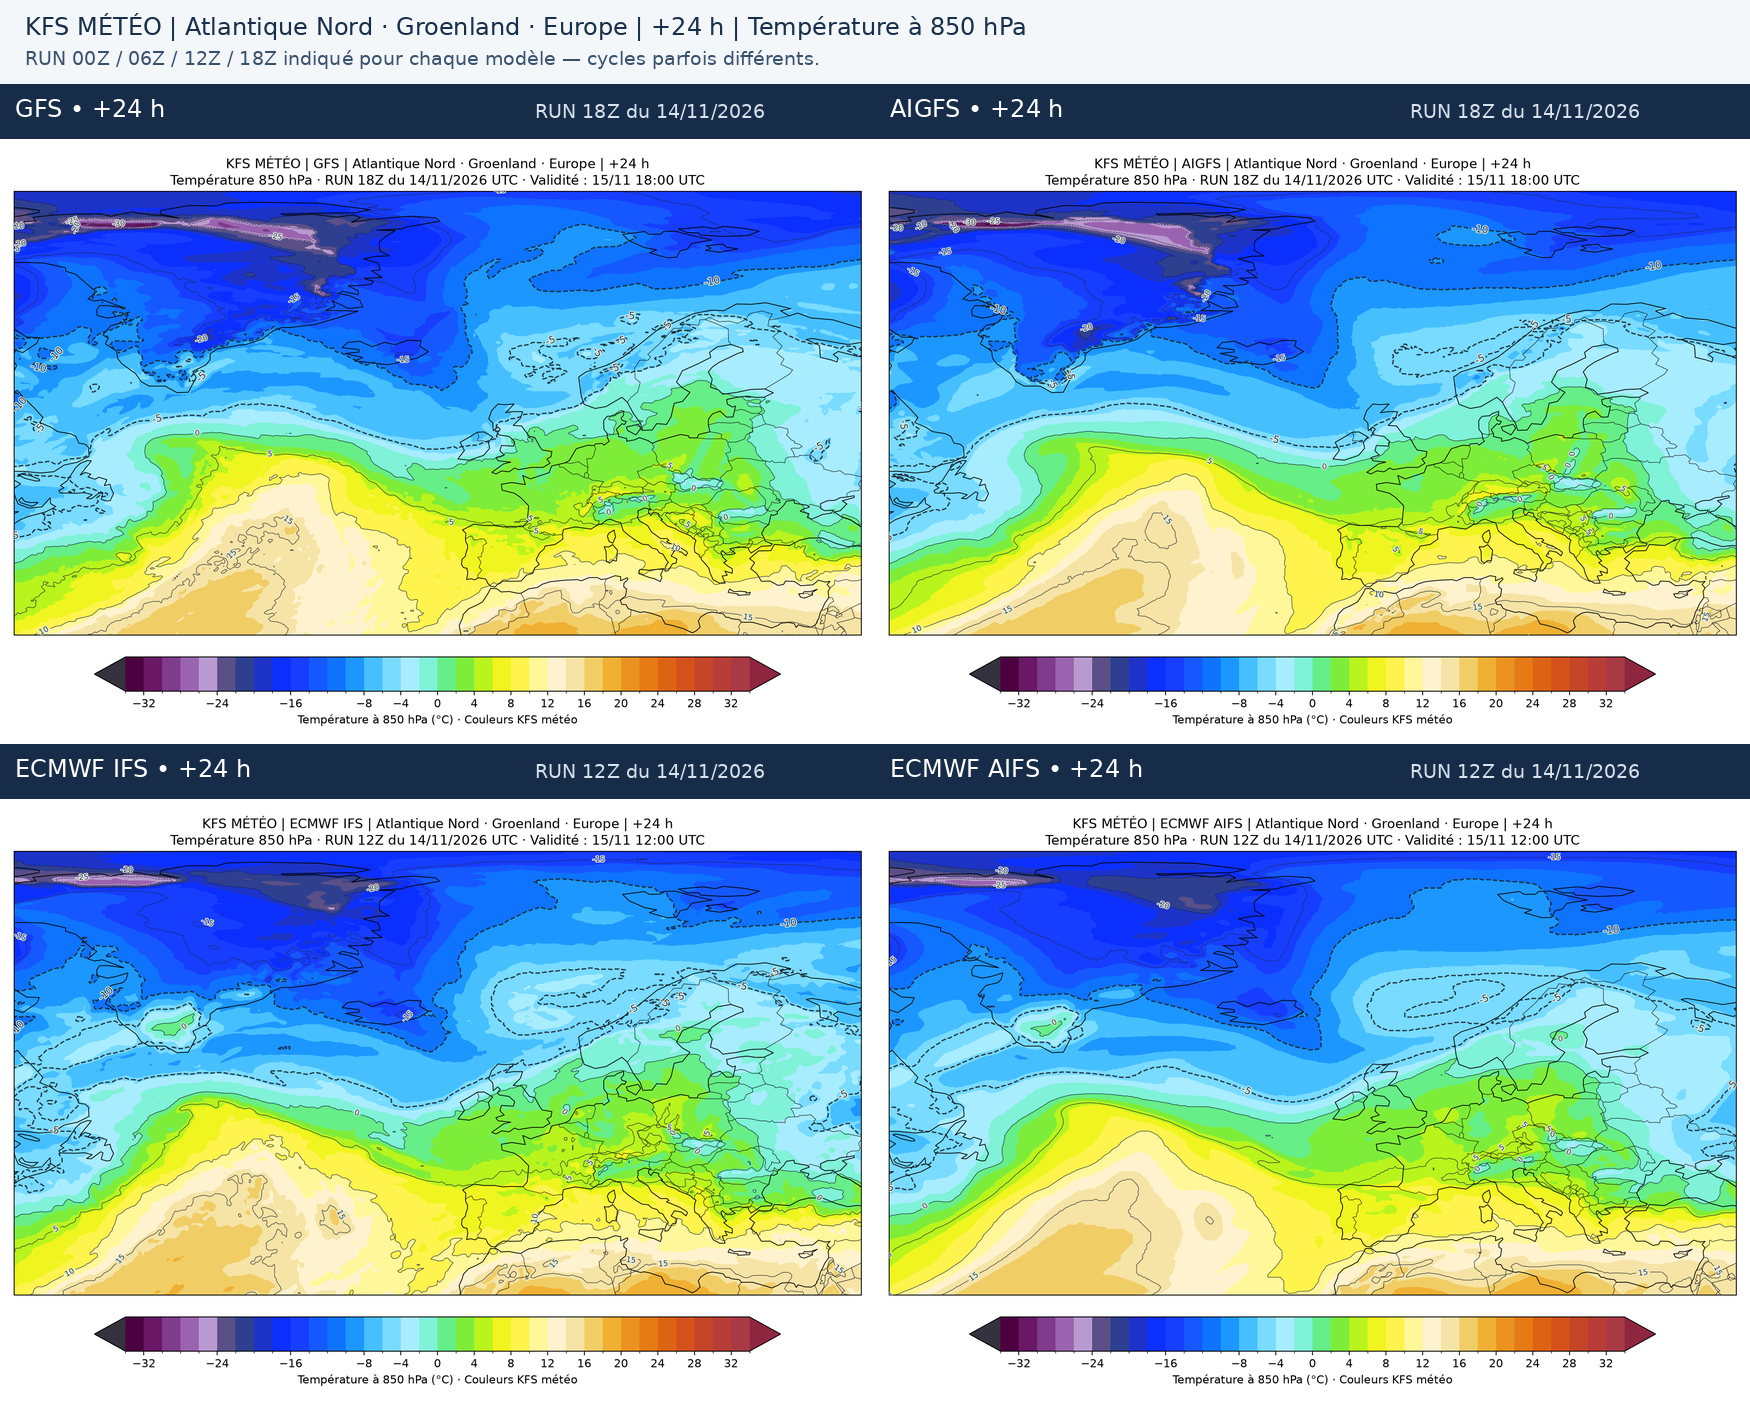 KFS MÉTÉO | Atlantique Nord · Groenland · Europe | +24 h | Température à 850 hPa
RUN 00Z / 06Z / 12Z / 18Z indiqué pour chaque modèle — cycles parfois différents.
GFS • +24 h
RUN 18Z du 14/11/2026
AIGFS • +24 h
RUN 18Z du 14/11/2026
KFS MÉTÉO | GFS | Atlantique Nord · Groenland · Europe | +24 h
Température 850 hPa · RUN 18Z du 14/11/2026 UTC · Validité : 15/11 18:00 UTC
KFS MÉTÉO | AIGFS | Atlantique Nord · Groenland · Europe | +24 h
Température 850 hPa · RUN 18Z du 14/11/2026 UTC · Validité : 15/11 18:00 UTC
−32 −24 −16 −8 −4 0 4 8 12 16 20 24 28 32
Température à 850 hPa (°C) · Couleurs KFS météo
−32 −24 −16 −8 −4 0 4 8 12 16 20 24 28 32
Température à 850 hPa (°C) · Couleurs KFS météo
ECMWF IFS • +24 h
RUN 12Z du 14/11/2026
ECMWF AIFS • +24 h
RUN 12Z du 14/11/2026
KFS MÉTÉO | ECMWF IFS | Atlantique Nord · Groenland · Europe | +24 h
Température 850 hPa · RUN 12Z du 14/11/2026 UTC · Validité : 15/11 12:00 UTC
KFS MÉTÉO | ECMWF AIFS | Atlantique Nord · Groenland · Europe | +24 h
Température 850 hPa · RUN 12Z du 14/11/2026 UTC · Validité : 15/11 12:00 UTC
−32 −24 −16 −8 −4 0 4 8 12 16 20 24 28 32
Température à 850 hPa (°C) · Couleurs KFS météo
−32 −24 −16 −8 −4 0 4 8 12 16 20 24 28 32
Température à 850 hPa (°C) · Couleurs KFS météo